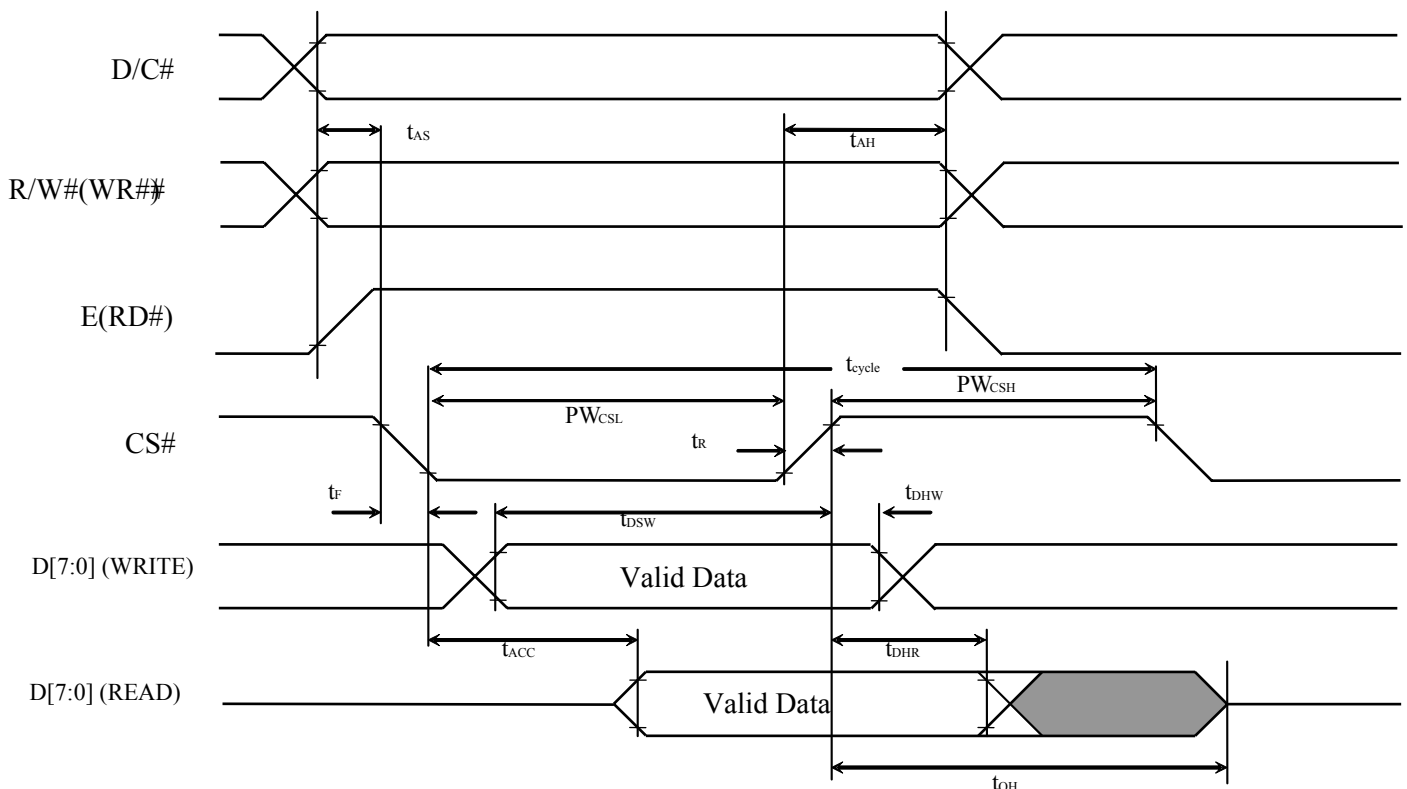 D/C#
tAS
tAH
R/W#(WR##)
E(RD#)
tcycle
PWCSH
PWCSL
CS#
tR
tF
tDHW
tDSW
D[7:0] (WRITE)
Valid Data
tACC
tDHR
D[7:0] (READ)
Valid Data
tOH